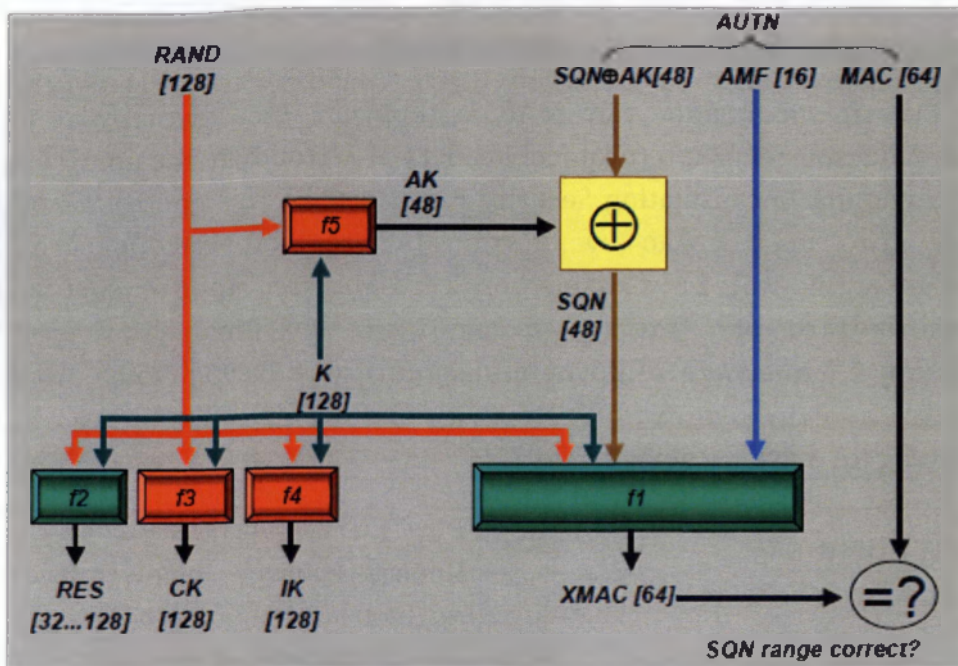 AUTN
RAND
[128]
SQN⊕AK[48] AMF [16] MAC [64]
AK
[48]
f5
⊕
SQN
[48]
K
[128]
f2 f3 f4 f1
RES CK IK XMAC [64] =?
[32...128] [128] [128]
SQN range correct?